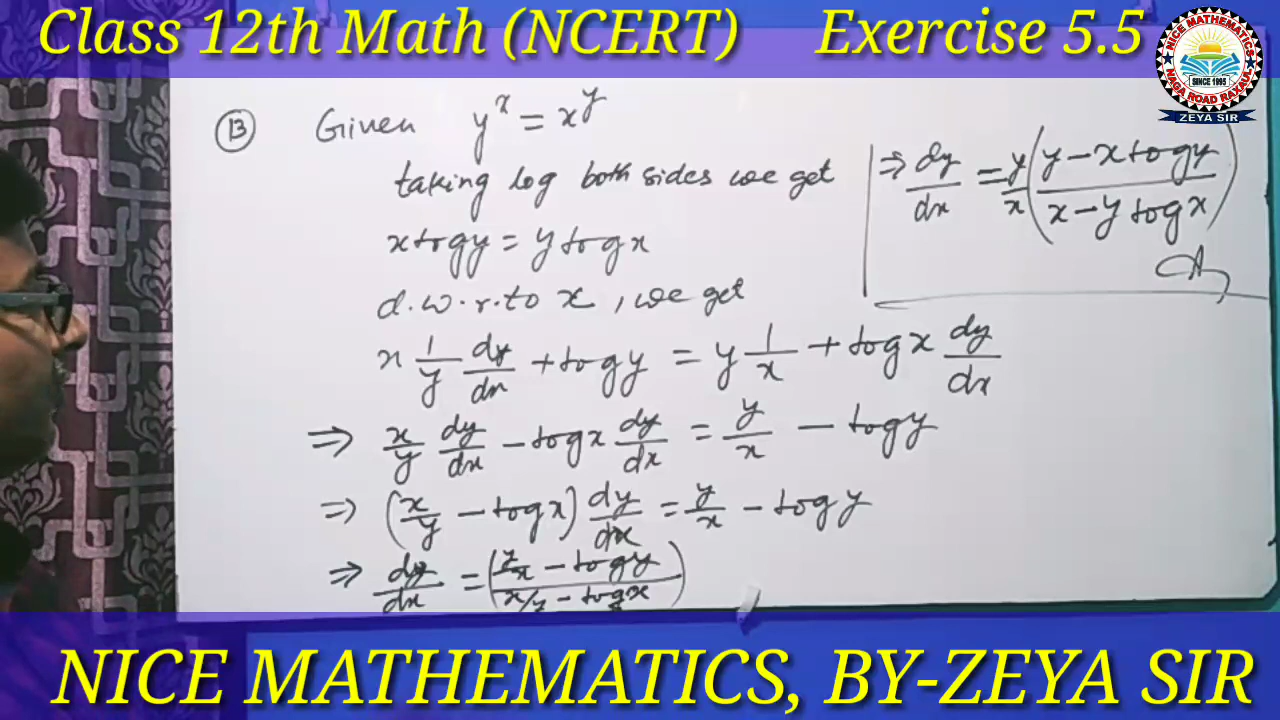 Class 12th Math (NCERT) Exercise 5.5
NICE MATHEMATICS
NAGA ROAD RAXAUL
SINCE 1995
ZEYA SIR
13 Given y^x = x^y
taking log both sides we get
x log y = y log x
d.w.r.to x, we get
x 1/y dy/dx + log y = y 1/x + log x dy/dx
⇒ x/y dy/dx - log x dy/dx = y/x - log y
⇒ (x/y - log x) dy/dx = y/x - log y
⇒ dy/dx = ((y/x - log y)/(x/y - log x))
⇒ dy/dx = y/x ((y - x log y)/(x - y log x))
NICE MATHEMATICS, BY-ZEYA SIR